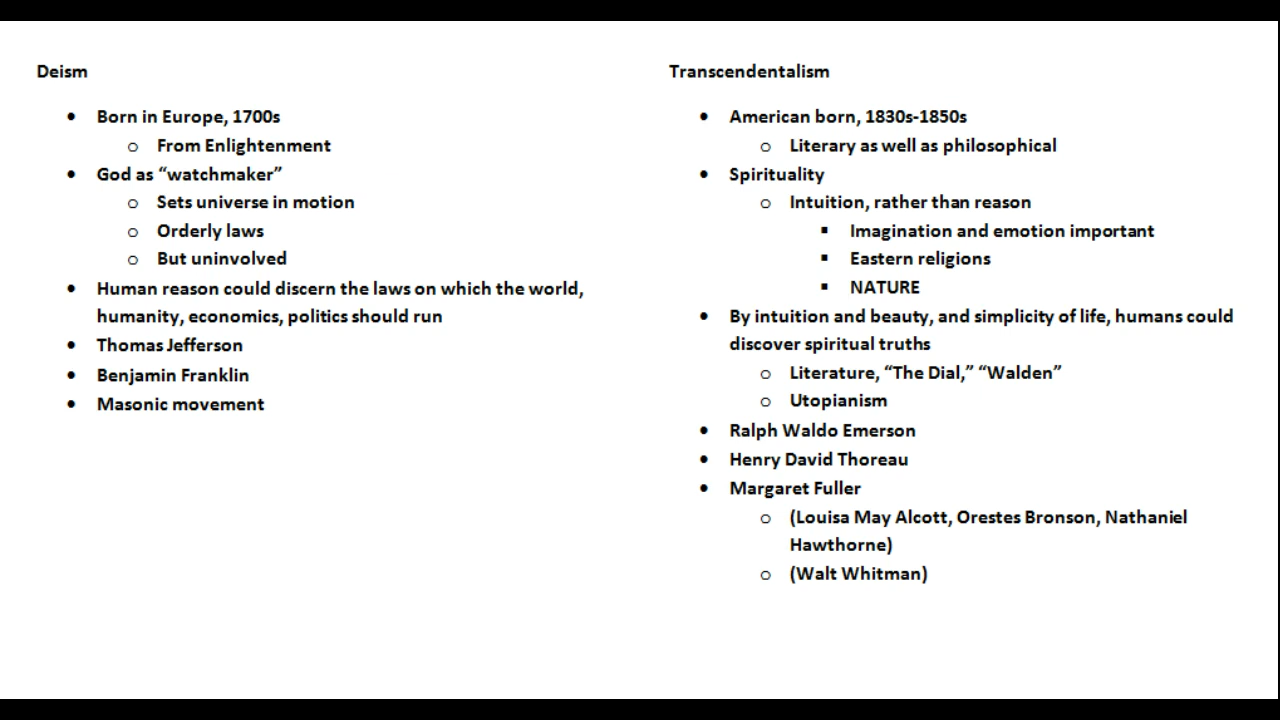 Deism
• Born in Europe, 1700s
o From Enlightenment
• God as “watchmaker”
o Sets universe in motion
o Orderly laws
o But uninvolved
• Human reason could discern the laws on which the world,
humanity, economics, politics should run
• Thomas Jefferson
• Benjamin Franklin
• Masonic movement
Transcendentalism
• American born, 1830s-1850s
o Literary as well as philosophical
• Spirituality
o Intuition, rather than reason
▪ Imagination and emotion important
▪ Eastern religions
▪ NATURE
• By intuition and beauty, and simplicity of life, humans could
discover spiritual truths
o Literature, “The Dial,” “Walden”
o Utopianism
• Ralph Waldo Emerson
• Henry David Thoreau
• Margaret Fuller
o (Louisa May Alcott, Orestes Bronson, Nathaniel
Hawthorne)
o (Walt Whitman)